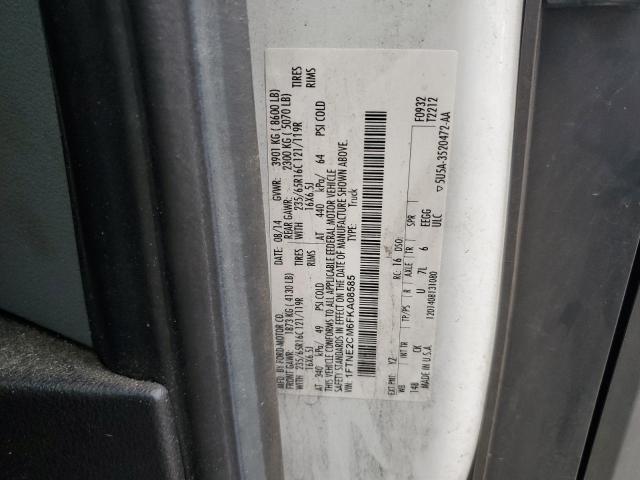 MFD. BY FORD MOTOR CO. DATE: 08/14 GVWR: 3901 KG ( 8600 LB)
FRONT GAWR: 1873 KG ( 4130 LB) REAR GAWR: 2300 KG ( 5070 LB)
WITH 235/65R16C 121/119R TIRES WITH 235/65R16C 121/119R TIRES
16X6.5J RIMS 16X6.5J RIMS
AT 340 kPa/ 49 PSI COLD AT 440 kPa/ 64 PSI COLD
THIS VEHICLE CONFORMS TO ALL APPLICABLE FEDERAL MOTOR VEHICLE
SAFETY STANDARDS IN EFFECT ON THE DATE OF MANUFACTURE SHOWN ABOVE.
VIN: 1FTNE2CM6FKA08585 TYPE: Truck
F0932
T2212
EXT PNT: YZ RC: 16 DSO:
WB INT TR TP/PS R AXLE TR SPR
148 CK U 7L 6 EEGG
ULC
MADE IN U.S.A. 120140813108 ▽ 5U5A-3520472-AA